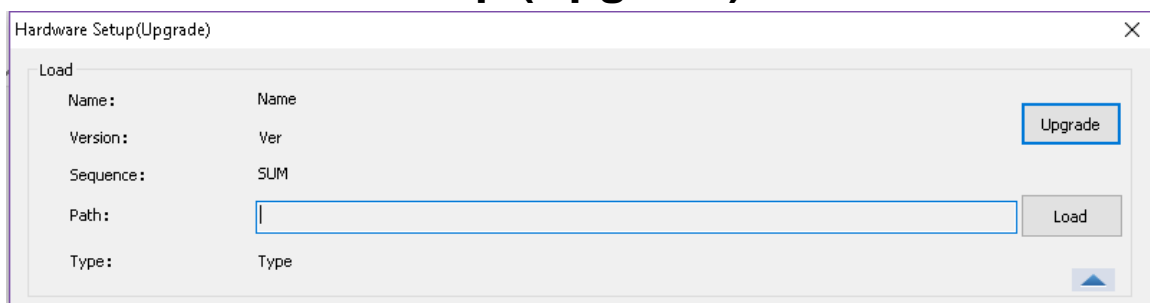 Hardware Setup(Upgrade)
Load
Name: Name
Upgrade
Version: Ver
Sequence: SUM
Path: Load
Type: Type